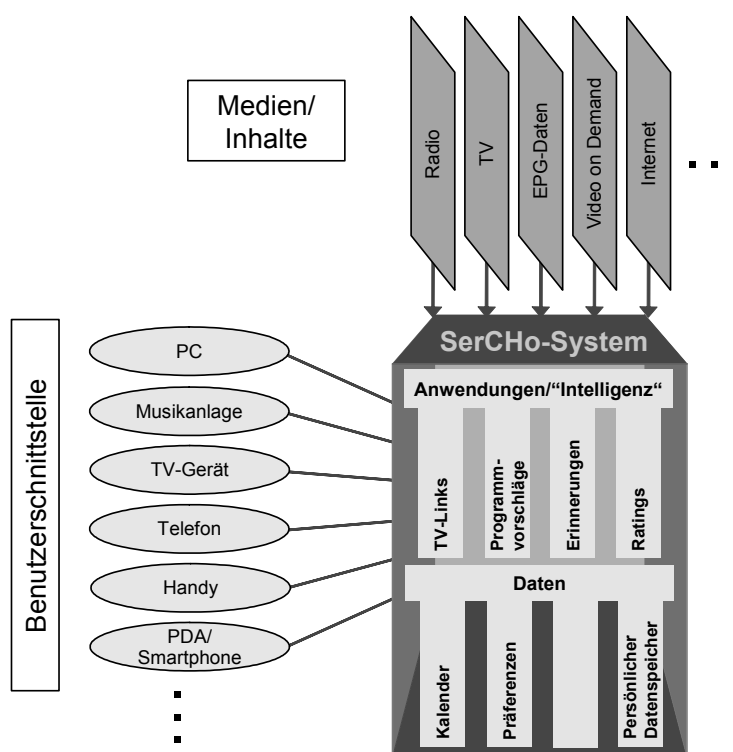 Medien/
Inhalte
Radio
TV
EPG-Daten
Video on Demand
Internet
Benutzerschnittstelle
PC
Musikanlage
TV-Gerät
Telefon
Handy
PDA/
Smartphone
SerCHo-System
Anwendungen/“Intelligenz“
TV-Links
Programm-
vorschläge
Erinnerungen
Ratings
Daten
Kalender
Präferenzen
Persönlicher
Datenspeicher